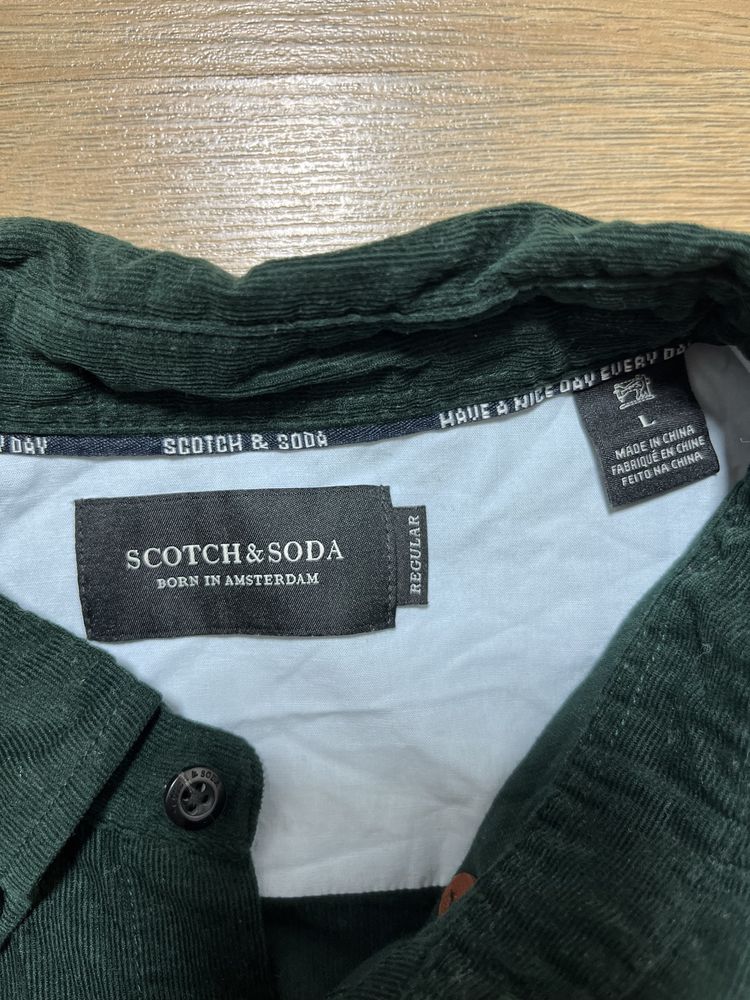 Y DAY
SCOTCH & SODA
HAVE A NICE DAY EVERY DAY
L
MADE IN CHINA
FABRIQUÉ EN CHINE
FEITO NA CHINA
SCOTCH & SODA
BORN IN AMSTERDAM
REGULAR
& SODA